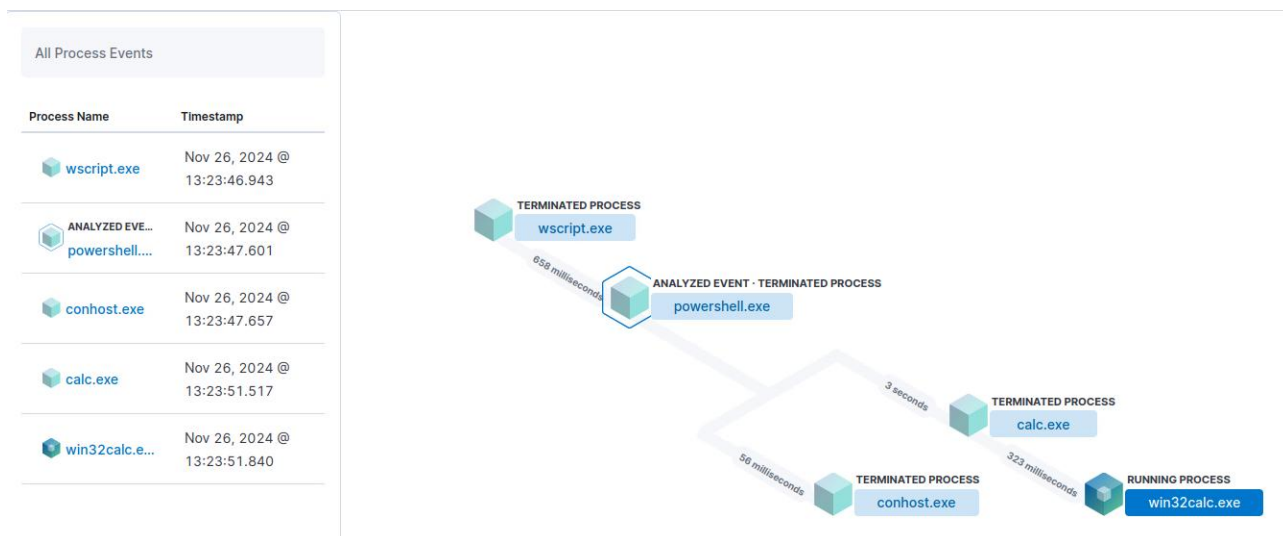 All Process Events
Process Name Timestamp
wscript.exe
Nov 26, 2024 @
13:23:46.943
ANALYZED EVE...
powershell....
Nov 26, 2024 @
13:23:47.601
conhost.exe
Nov 26, 2024 @
13:23:47.657
calc.exe
Nov 26, 2024 @
13:23:51.517
win32calc.e...
Nov 26, 2024 @
13:23:51.840
TERMINATED PROCESS
wscript.exe
658 milliseconds
ANALYZED EVENT · TERMINATED PROCESS
powershell.exe
3 seconds
TERMINATED PROCESS
calc.exe
56 milliseconds
TERMINATED PROCESS
conhost.exe
323 milliseconds
RUNNING PROCESS
win32calc.exe